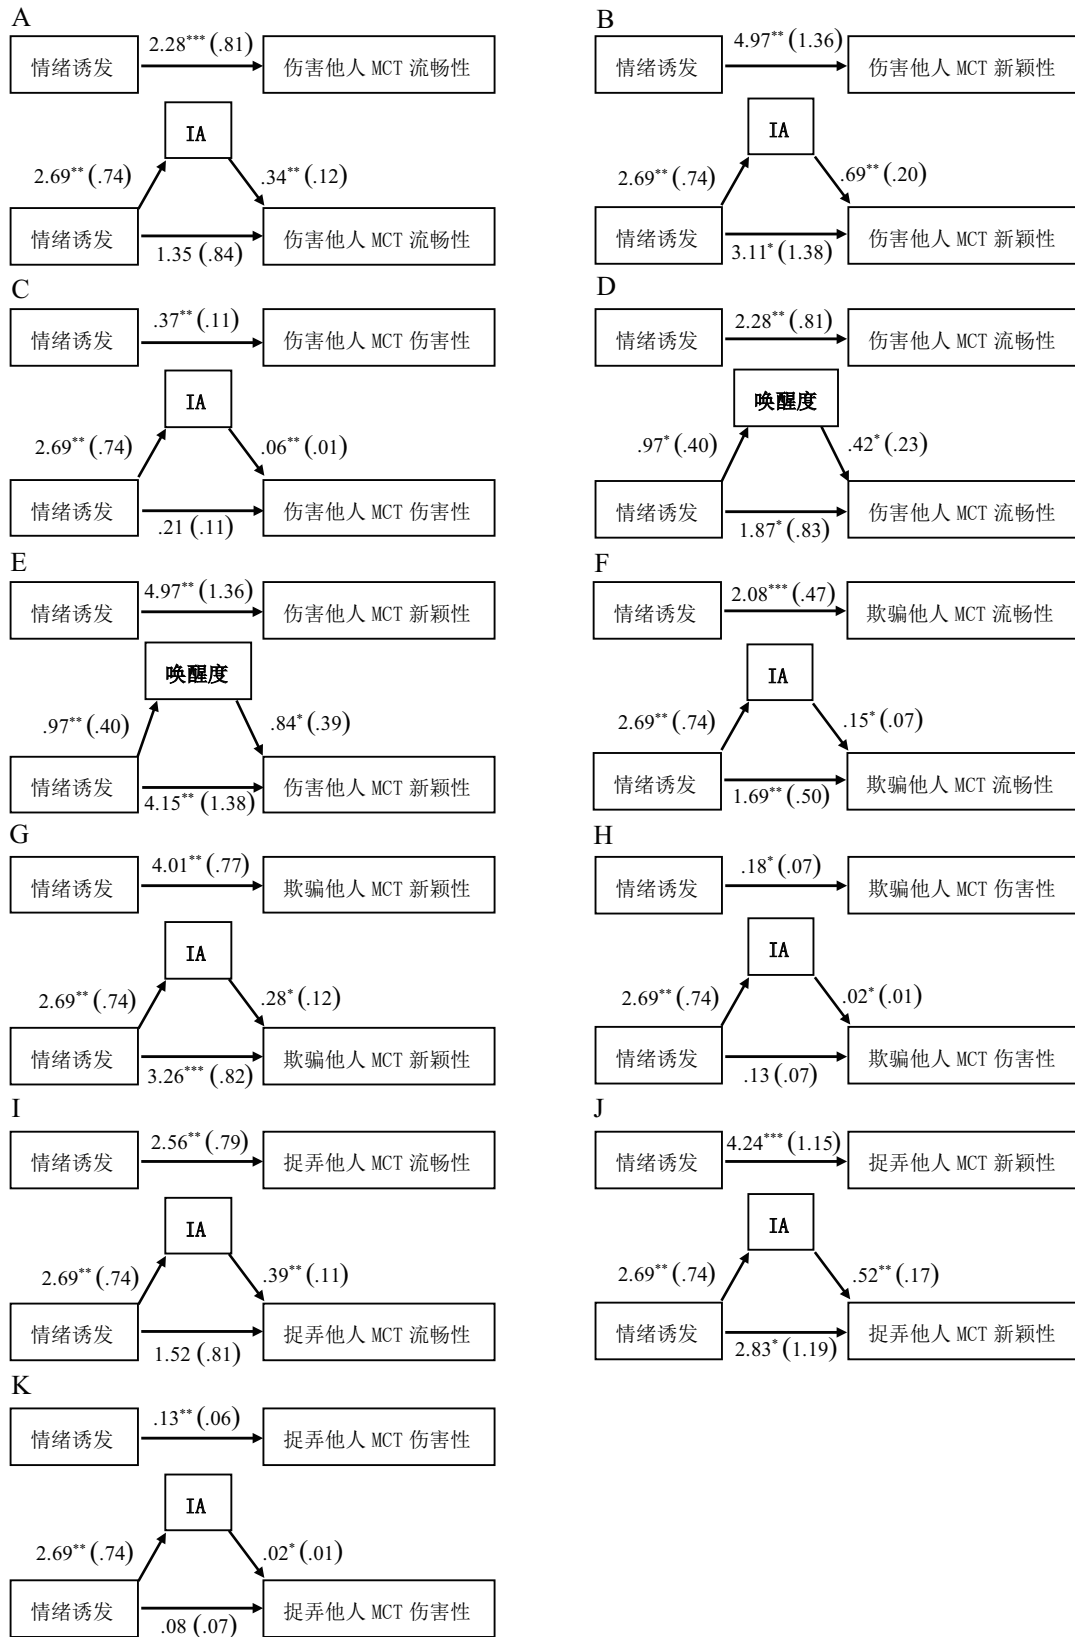 A
2.28*** (.81)
情绪诱发
伤害他人 MCT 流畅性
IA
2.69** (.74)
.34** (.12)
情绪诱发
伤害他人 MCT 流畅性
1.35 (.84)
B
4.97** (1.36)
情绪诱发
伤害他人 MCT 新颖性
IA
2.69** (.74)
.69** (.20)
情绪诱发
伤害他人 MCT 新颖性
3.11* (1.38)
C
.37** (.11)
情绪诱发
伤害他人 MCT 伤害性
IA
2.69** (.74)
.06** (.01)
情绪诱发
伤害他人 MCT 伤害性
.21 (.11)
D
2.28** (.81)
情绪诱发
伤害他人 MCT 流畅性
唤醒度
.97* (.40)
.42* (.23)
情绪诱发
伤害他人 MCT 流畅性
1.87* (.83)
E
4.97** (1.36)
情绪诱发
伤害他人 MCT 新颖性
唤醒度
.97** (.40)
.84* (.39)
情绪诱发
伤害他人 MCT 新颖性
4.15** (1.38)
F
2.08*** (.47)
情绪诱发
欺骗他人 MCT 流畅性
IA
2.69** (.74)
.15* (.07)
情绪诱发
欺骗他人 MCT 流畅性
1.69** (.50)
G
4.01** (.77)
情绪诱发
欺骗他人 MCT 新颖性
IA
2.69** (.74)
.28* (.12)
情绪诱发
欺骗他人 MCT 新颖性
3.26*** (.82)
H
.18* (.07)
情绪诱发
欺骗他人 MCT 伤害性
IA
2.69** (.74)
.02* (.01)
情绪诱发
欺骗他人 MCT 伤害性
.13 (.07)
I
2.56** (.79)
情绪诱发
捉弄他人 MCT 流畅性
IA
2.69** (.74)
.39** (.11)
情绪诱发
捉弄他人 MCT 流畅性
1.52 (.81)
J
4.24*** (1.15)
情绪诱发
捉弄他人 MCT 新颖性
IA
2.69** (.74)
.52** (.17)
情绪诱发
捉弄他人 MCT 新颖性
2.83* (1.19)
K
.13** (.06)
情绪诱发
捉弄他人 MCT 伤害性
IA
2.69** (.74)
.02* (.01)
情绪诱发
捉弄他人 MCT 伤害性
.08 (.07)